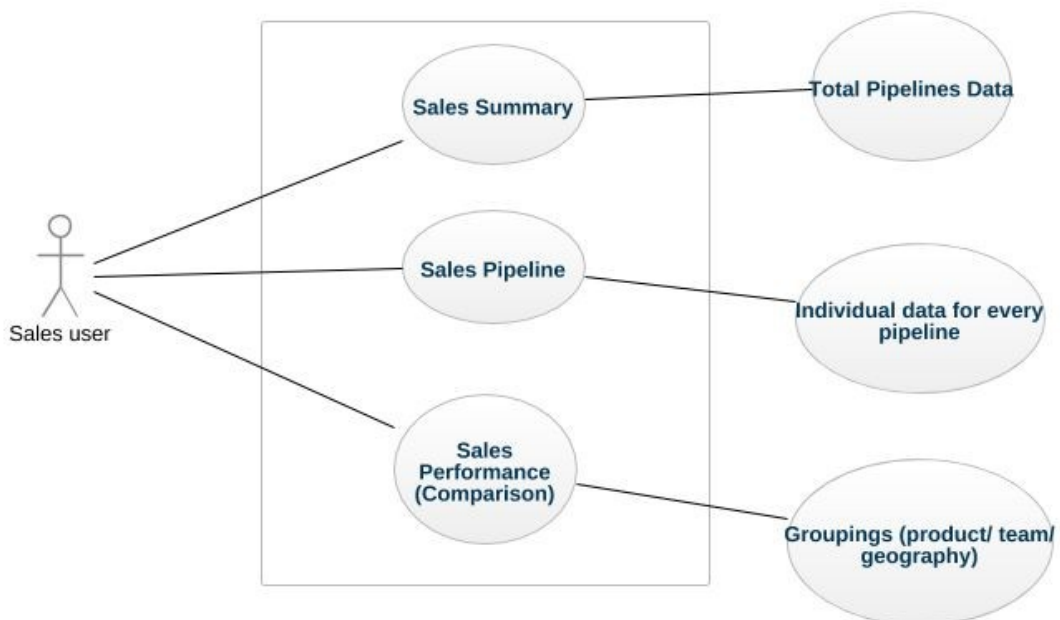 Sales Summary
Total Pipelines Data
Sales Pipeline
Individual data for every
pipeline
Sales user
Sales
Performance
(Comparison)
Groupings (product/ team/
geography)